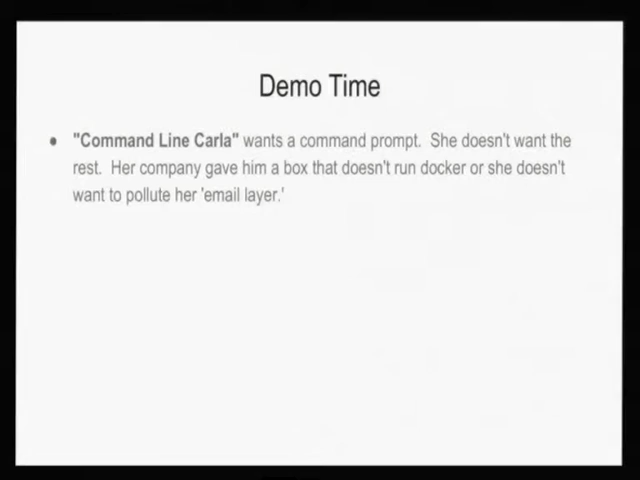 Demo Time
● "Command Line Carla" wants a command prompt.  She doesn't want the
rest.  Her company gave him a box that doesn't run docker or she doesn't
want to pollute her 'email layer.'